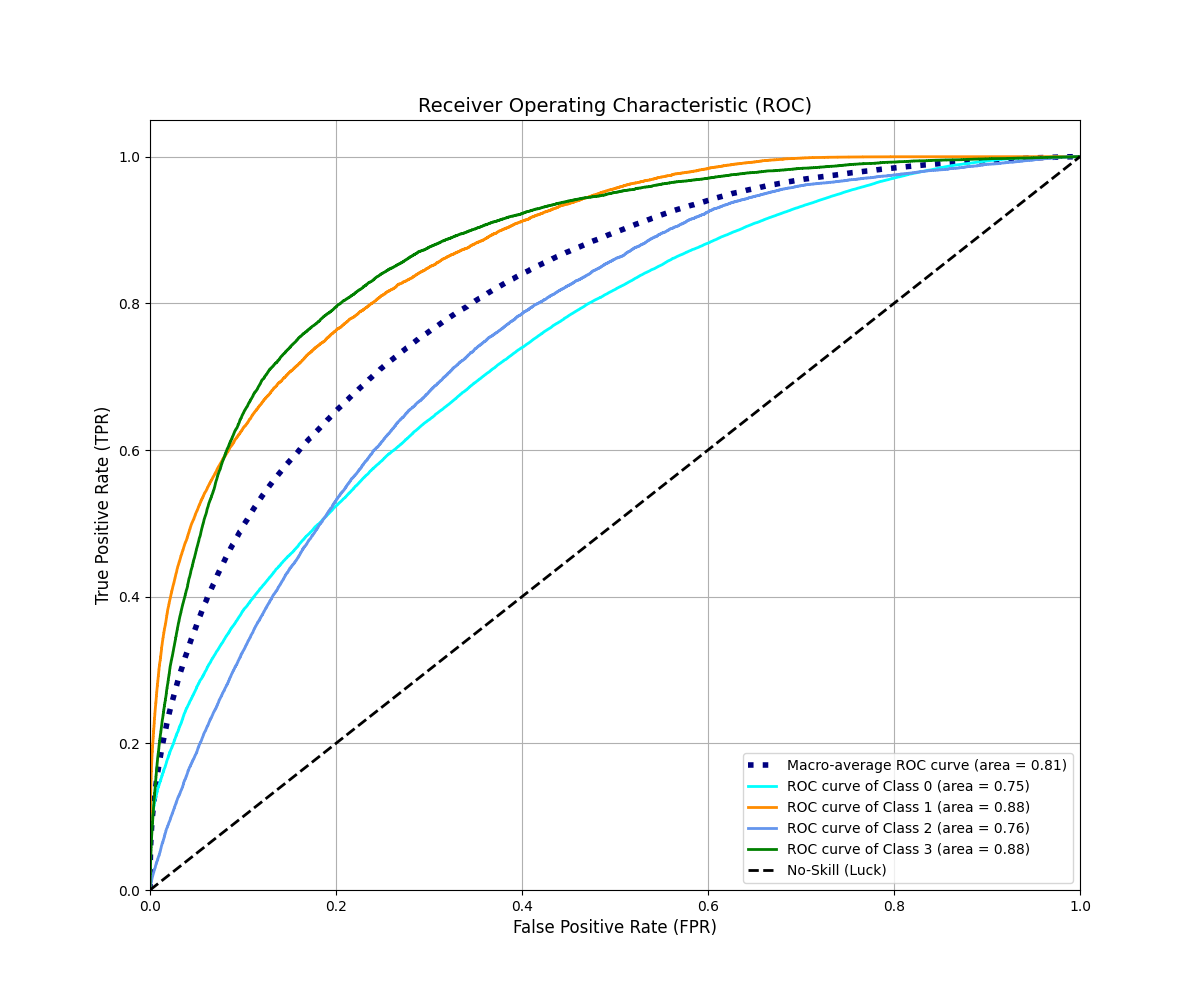 Receiver Operating Characteristic (ROC)
True Positive Rate (TPR)
1.0
0.8
0.6
0.4
0.2
0.0
Macro-average ROC curve (area = 0.81)
ROC curve of Class 0 (area = 0.75)
ROC curve of Class 1 (area = 0.88)
ROC curve of Class 2 (area = 0.76)
ROC curve of Class 3 (area = 0.88)
No-Skill (Luck)
0.0 0.2 0.4 0.6 0.8 1.0
False Positive Rate (FPR)